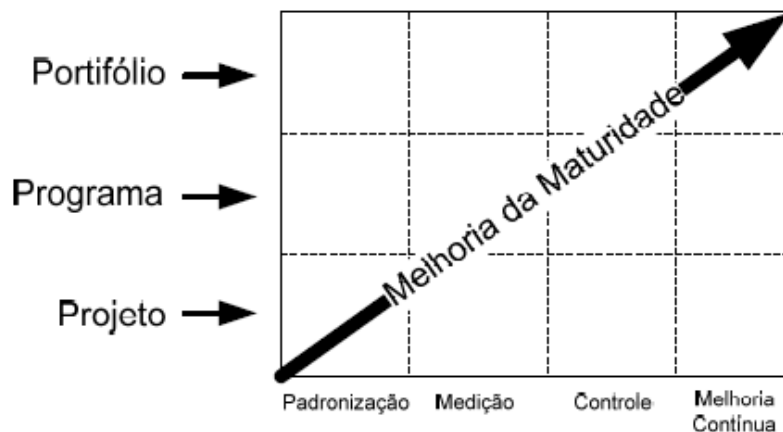 Portifólio
Programa
Projeto
Melhoria da Maturidade
Padronização
Medição
Controle
Melhoria
Contínua